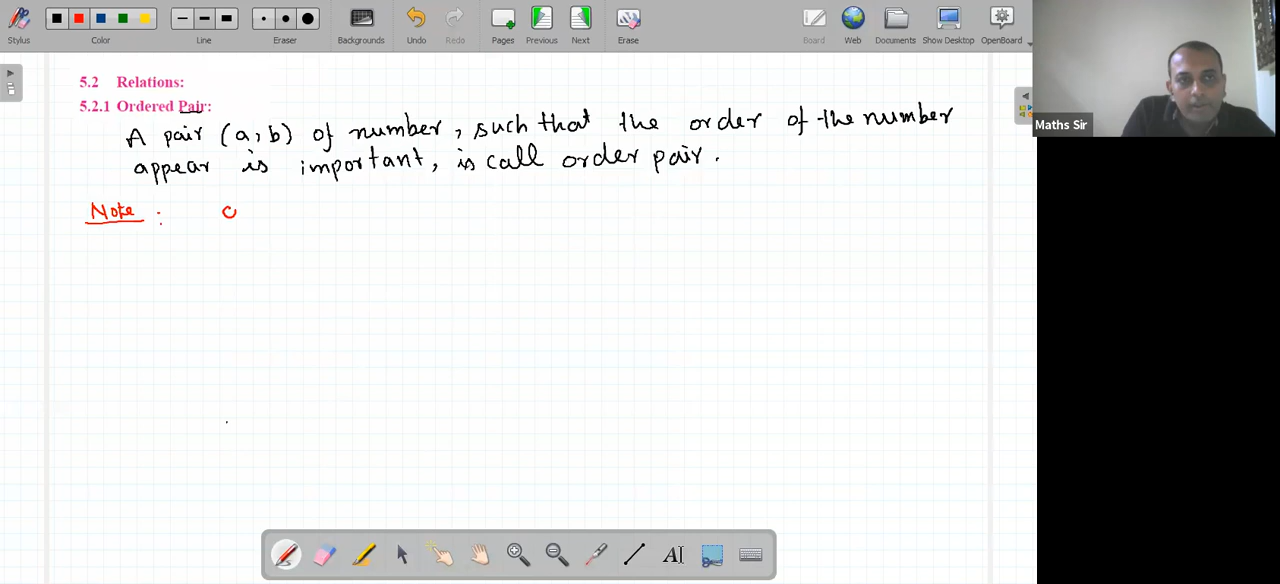 Stylus
Color
Line
Eraser
Backgrounds
Undo
Redo
Pages
Previous
Next
Erase
Board
Web
Documents
Show Desktop
OpenBoard
Maths Sir
5.2 Relations:
5.2.1 Ordered Pair:
A pair (a, b) of number, such that the order of the number
appear is important, is call order pair.
Note :